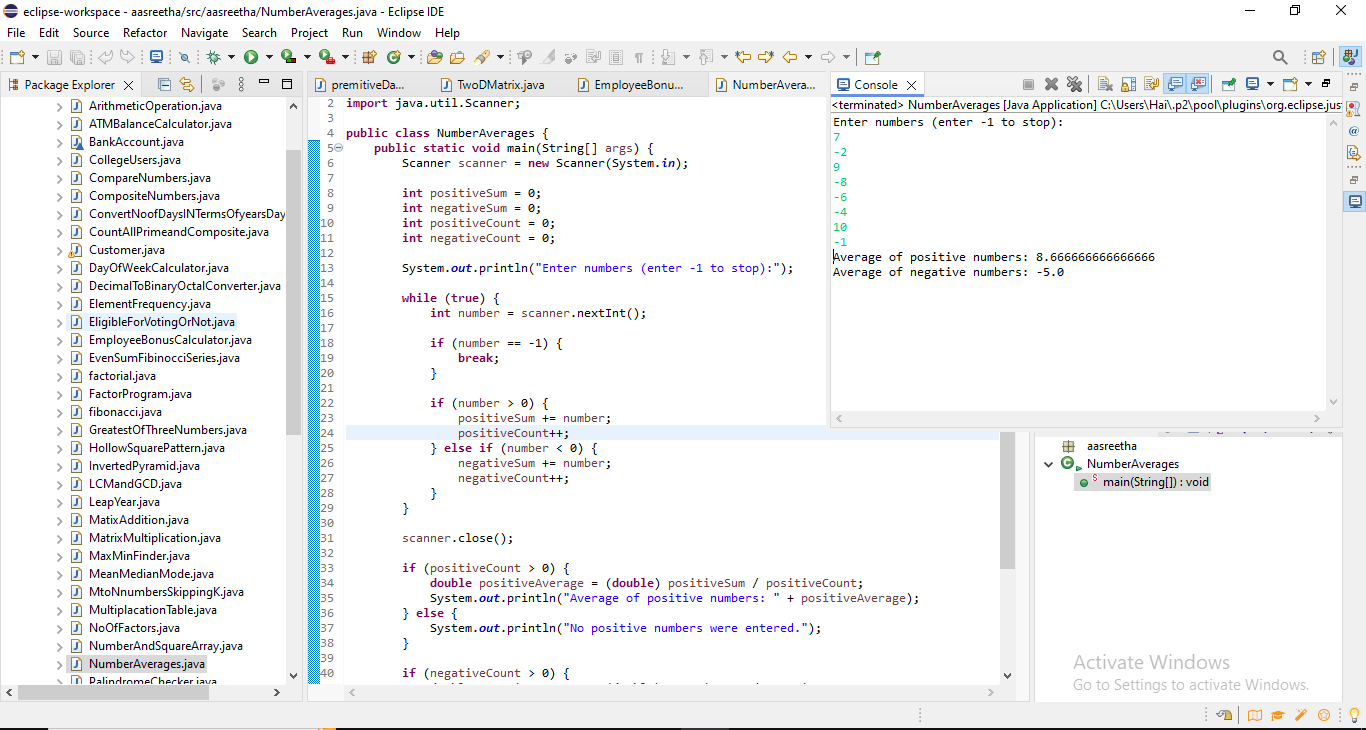 eclipse-workspace - aasreetha/src/aasreetha/NumberAverages.java - Eclipse IDE
File Edit Source Refactor Navigate Search Project Run Window Help
Package Explorer
ArithmeticOperation.java
ATMBalanceCalculator.java
BankAccount.java
CollegeUsers.java
CompareNumbers.java
CompositeNumbers.java
ConvertNoofDaysINTermsOfyearsDay
CountAllPrimeandComposite.java
Customer.java
DayOfWeekCalculator.java
DecimalToBinaryOctalConverter.java
ElementFrequency.java
EligibleForVotingOrNot.java
EmployeeBonusCalculator.java
EvenSumFibinocciSeries.java
factorial.java
FactorProgram.java
fibonacci.java
GreatestOfThreeNumbers.java
HollowSquarePattern.java
InvertedPyramid.java
LCMandGCD.java
LeapYear.java
MatixAddition.java
MatrixMultiplication.java
MaxMinFinder.java
MeanMedianMode.java
MtoNnumbersSkippingK.java
MultiplacationTable.java
NoOfFactors.java
NumberAndSquareArray.java
NumberAverages.java
PalindromeChecker.java
premitiveDa... TwoDMatrix.java EmployeeBonu... NumberAvera...
2 import java.util.Scanner;
3
4 public class NumberAverages {
5 public static void main(String[] args) {
6 Scanner scanner = new Scanner(System.in);
7
8 int positiveSum = 0;
9 int negativeSum = 0;
10 int positiveCount = 0;
11 int negativeCount = 0;
12
13 System.out.println("Enter numbers (enter -1 to stop):");
14
15 while (true) {
16 int number = scanner.nextInt();
17
18 if (number == -1) {
19 break;
20 }
21
22 if (number > 0) {
23 positiveSum += number;
24 positiveCount++;
25 } else if (number < 0) {
26 negativeSum += number;
27 negativeCount++;
28 }
29 }
30
31 scanner.close();
32
33 if (positiveCount > 0) {
34 double positiveAverage = (double) positiveSum / positiveCount;
35 System.out.println("Average of positive numbers: " + positiveAverage);
36 } else {
37 System.out.println("No positive numbers were entered.");
38 }
39
40 if (negativeCount > 0) {
Console
<terminated> NumberAverages [Java Application] C:\Users\Hai\.p2\pool\plugins\org.eclipse.jus
Enter numbers (enter -1 to stop):
7
-2
9
-8
-6
-4
10
-1
Average of positive numbers: 8.666666666666666
Average of negative numbers: -5.0
aasreetha
NumberAverages
main(String[]) : void
Activate Windows
Go to Settings to activate Windows.